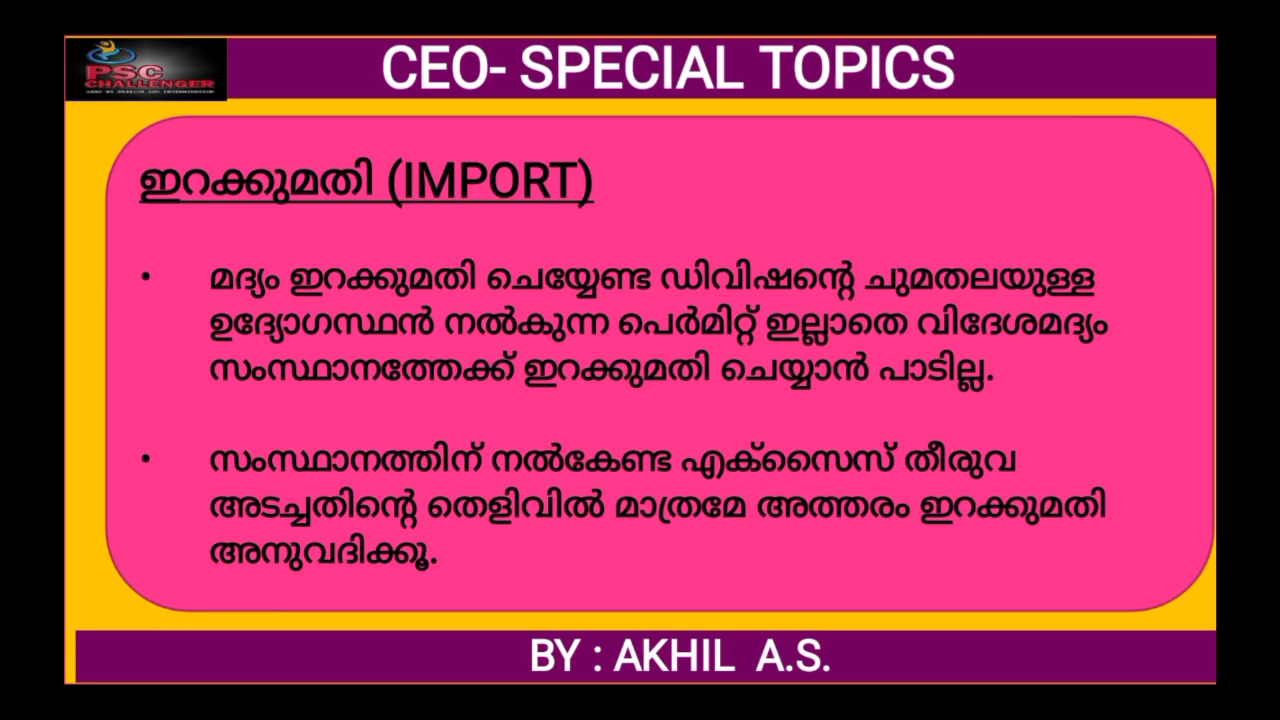 PSC
CHALLENGER
CEO- SPECIAL TOPICS
ഇറക്കുമതി (IMPORT)
• മദ്യം ഇറക്കുമതി ചെയ്യേണ്ട ഡിവിഷന്റെ ചുമതലയുള്ള
ഉദ്യോഗസ്ഥൻ നൽകുന്ന പെർമിറ്റ് ഇല്ലാതെ വിദേശമദ്യം
സംസ്ഥാനത്തേക്ക് ഇറക്കുമതി ചെയ്യാൻ പാടില്ല.
• സംസ്ഥാനത്തിന് നൽകേണ്ട എക്സൈസ് തീരുവ
അടച്ചതിന്റെ തെളിവിൽ മാത്രമേ അത്തരം ഇറക്കുമതി
അനുവദിക്കൂ.
BY : AKHIL A.S.